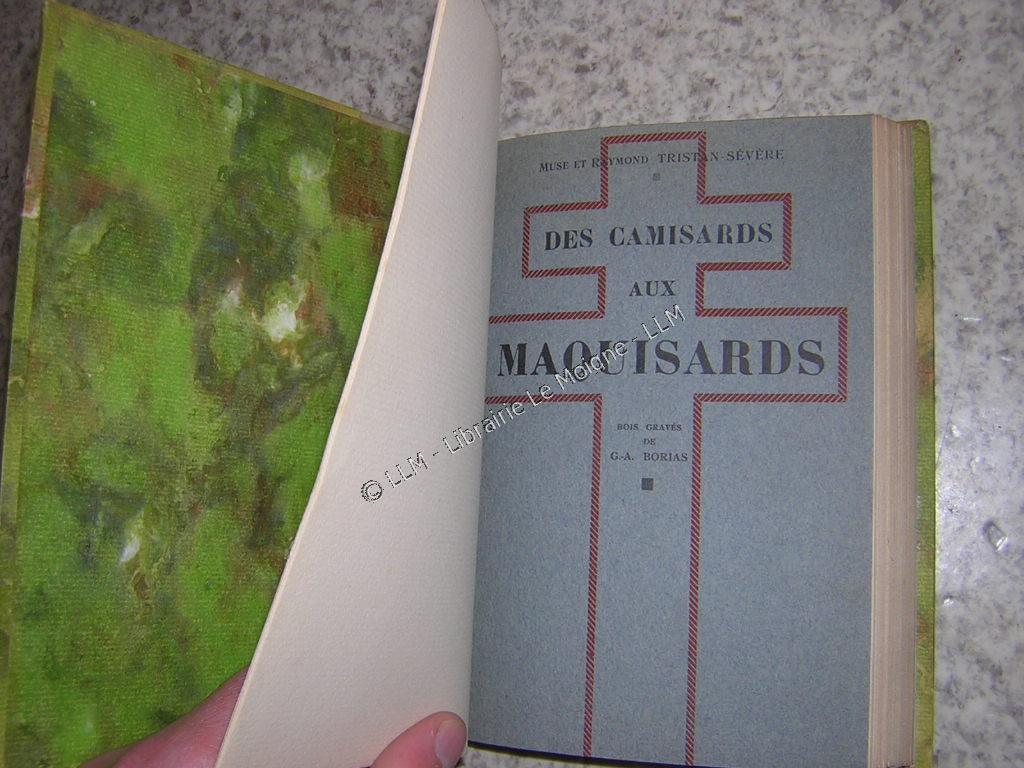 MUSE ET RAYMOND TRISTAN-SÉVÈRE
DES CAMISARDS
AUX
MAQUISARDS
BOIS GRAVÉS
DE
G.-A. BORIAS
© LLM - Librairie Le Moigne - LLM